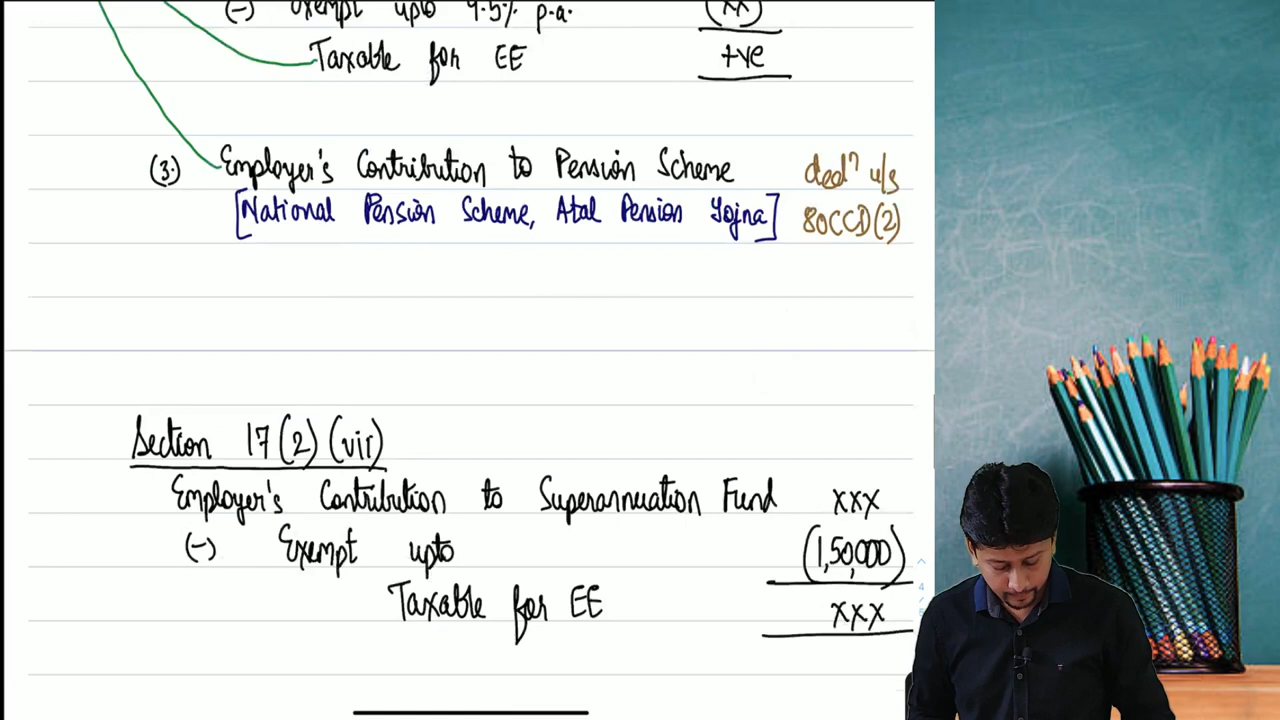 (-) Exempt upto 9.5% p.a. (xx)
Taxable for EE +ve
(3.) Employer's Contribution to Pension Scheme dedⁿ u/s
[National Pension Scheme, Atal Pension Yojna] 80CCD(2)
Section 17(2)(vii)
Employer's Contribution to Superannuation Fund xxx
(-) Exempt upto (1,50,000)
Taxable for EE xxx